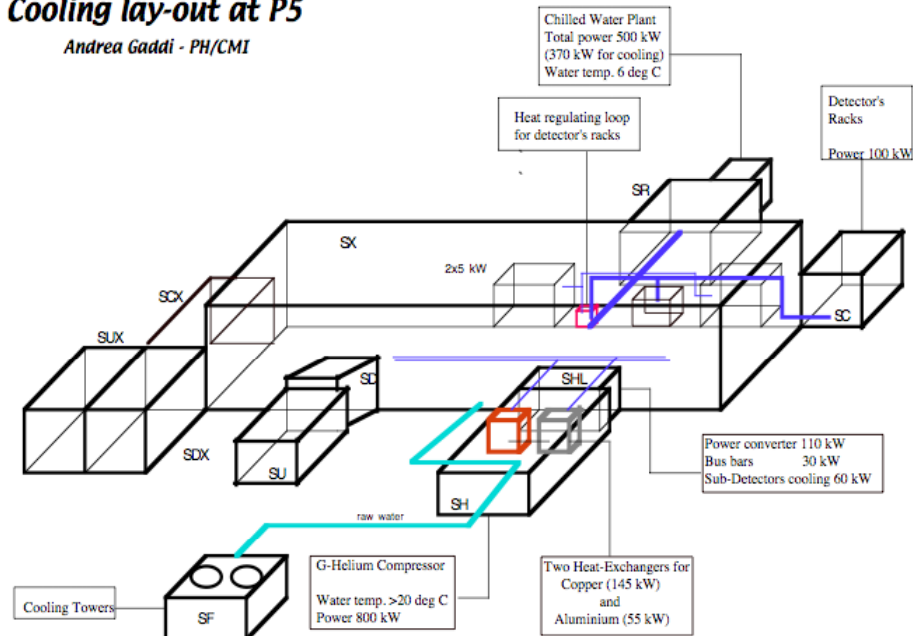 Cooling lay-out at P5
Andrea Gaddi - PH/CMI
Chilled Water Plant
Total power 500 kW
(370 kW for cooling)
Water temp. 6 deg C
Heat regulating loop
for detector's racks
Detector's
Racks
Power 100 kW
SR
SX
2x5 kW
SCX
SC
SUX
SD
SHL
SDX
SU
SH
Power converter 110 kW
Bus bars 30 kW
Sub-Detectors cooling 60 kW
raw water
G-Helium Compressor
Water temp. >20 deg C
Power 800 kW
Two Heat-Exchangers for
Copper (145 kW)
and
Aluminium (55 kW)
Cooling Towers
SF